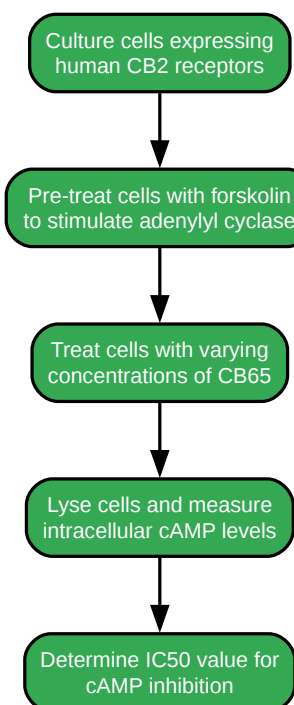 Culture cells expressing
human CB2 receptors
Pre-treat cells with forskolin
to stimulate adenylyl cyclase
Treat cells with varying
concentrations of CB65
Lyse cells and measure
intracellular cAMP levels
Determine IC50 value for
cAMP inhibition